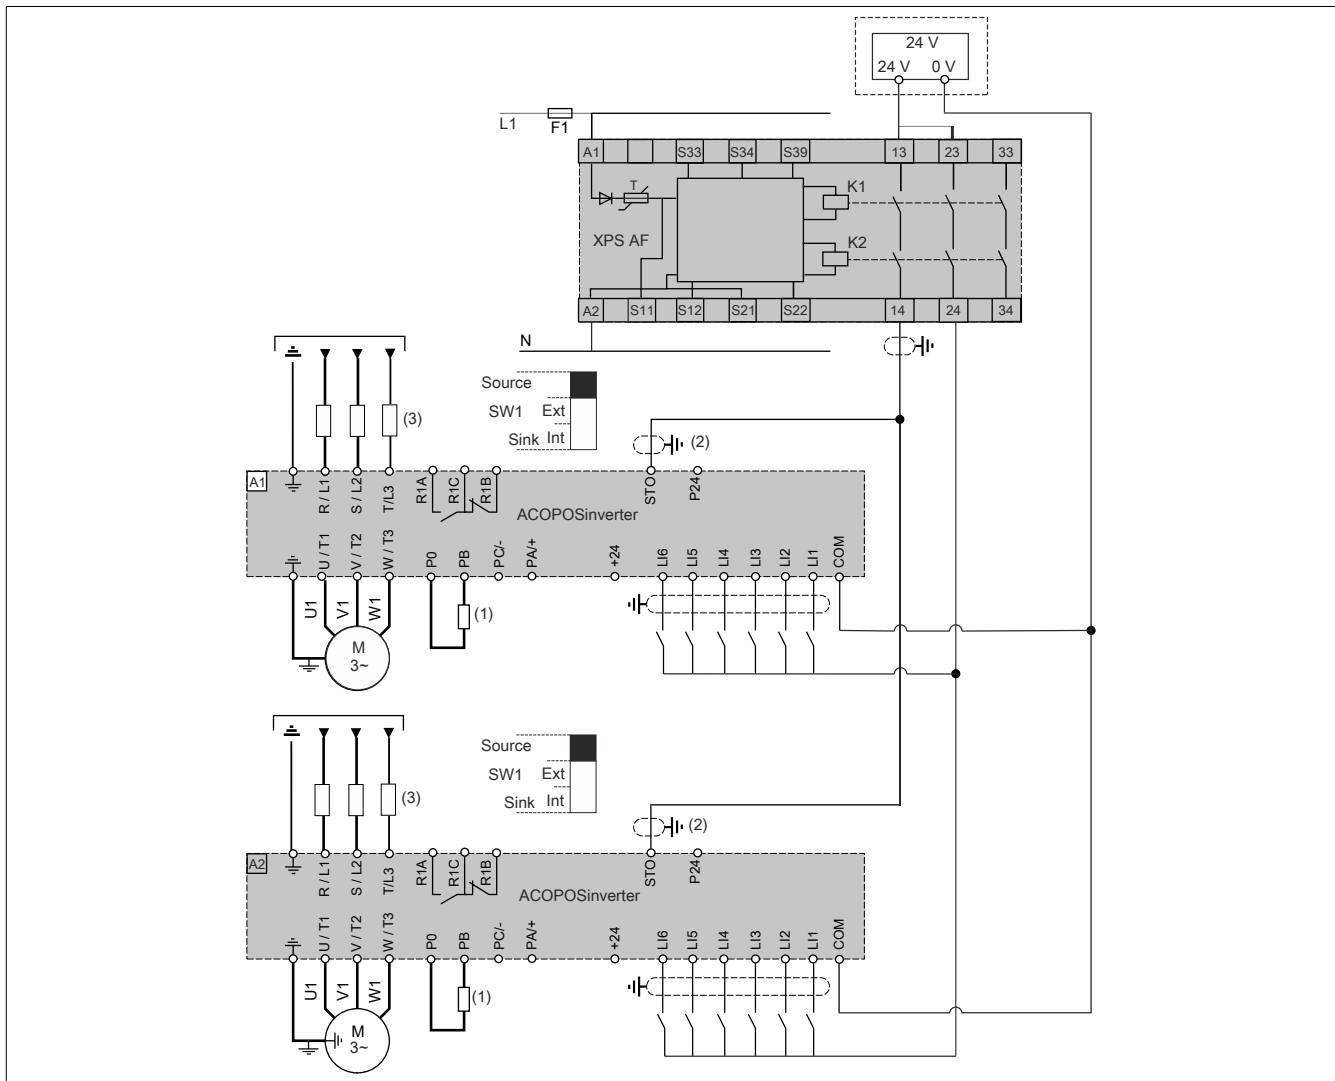 24 V
24 V 0 V
L1 F1
A1 S33 S34 S39 13 23 33
T
K1
XPS AF
K2
A2 S11 S12 S21 S22 14 24 34
N
Source
SW1 Ext
Sink Int
(3)
(2)
A1
R / L1 S / L2 T/L3 R1A R1C R1B STO P24
ACOPOSinverter
U / T1 V / T2 W / T3 P0 PB PC/- PA/+ +24 LI6 LI5 LI4 LI3 LI2 LI1 COM
U1 V1 W1
(1)
M
3~
Source
SW1 Ext
Sink Int
(3)
(2)
A2
R / L1 S / L2 T/L3 R1A R1C R1B STO P24
ACOPOSinverter
U / T1 V / T2 W / T3 P0 PB PC/- PA/+ +24 LI6 LI5 LI4 LI3 LI2 LI1 COM
U1 V1 W1
(1)
M
3~